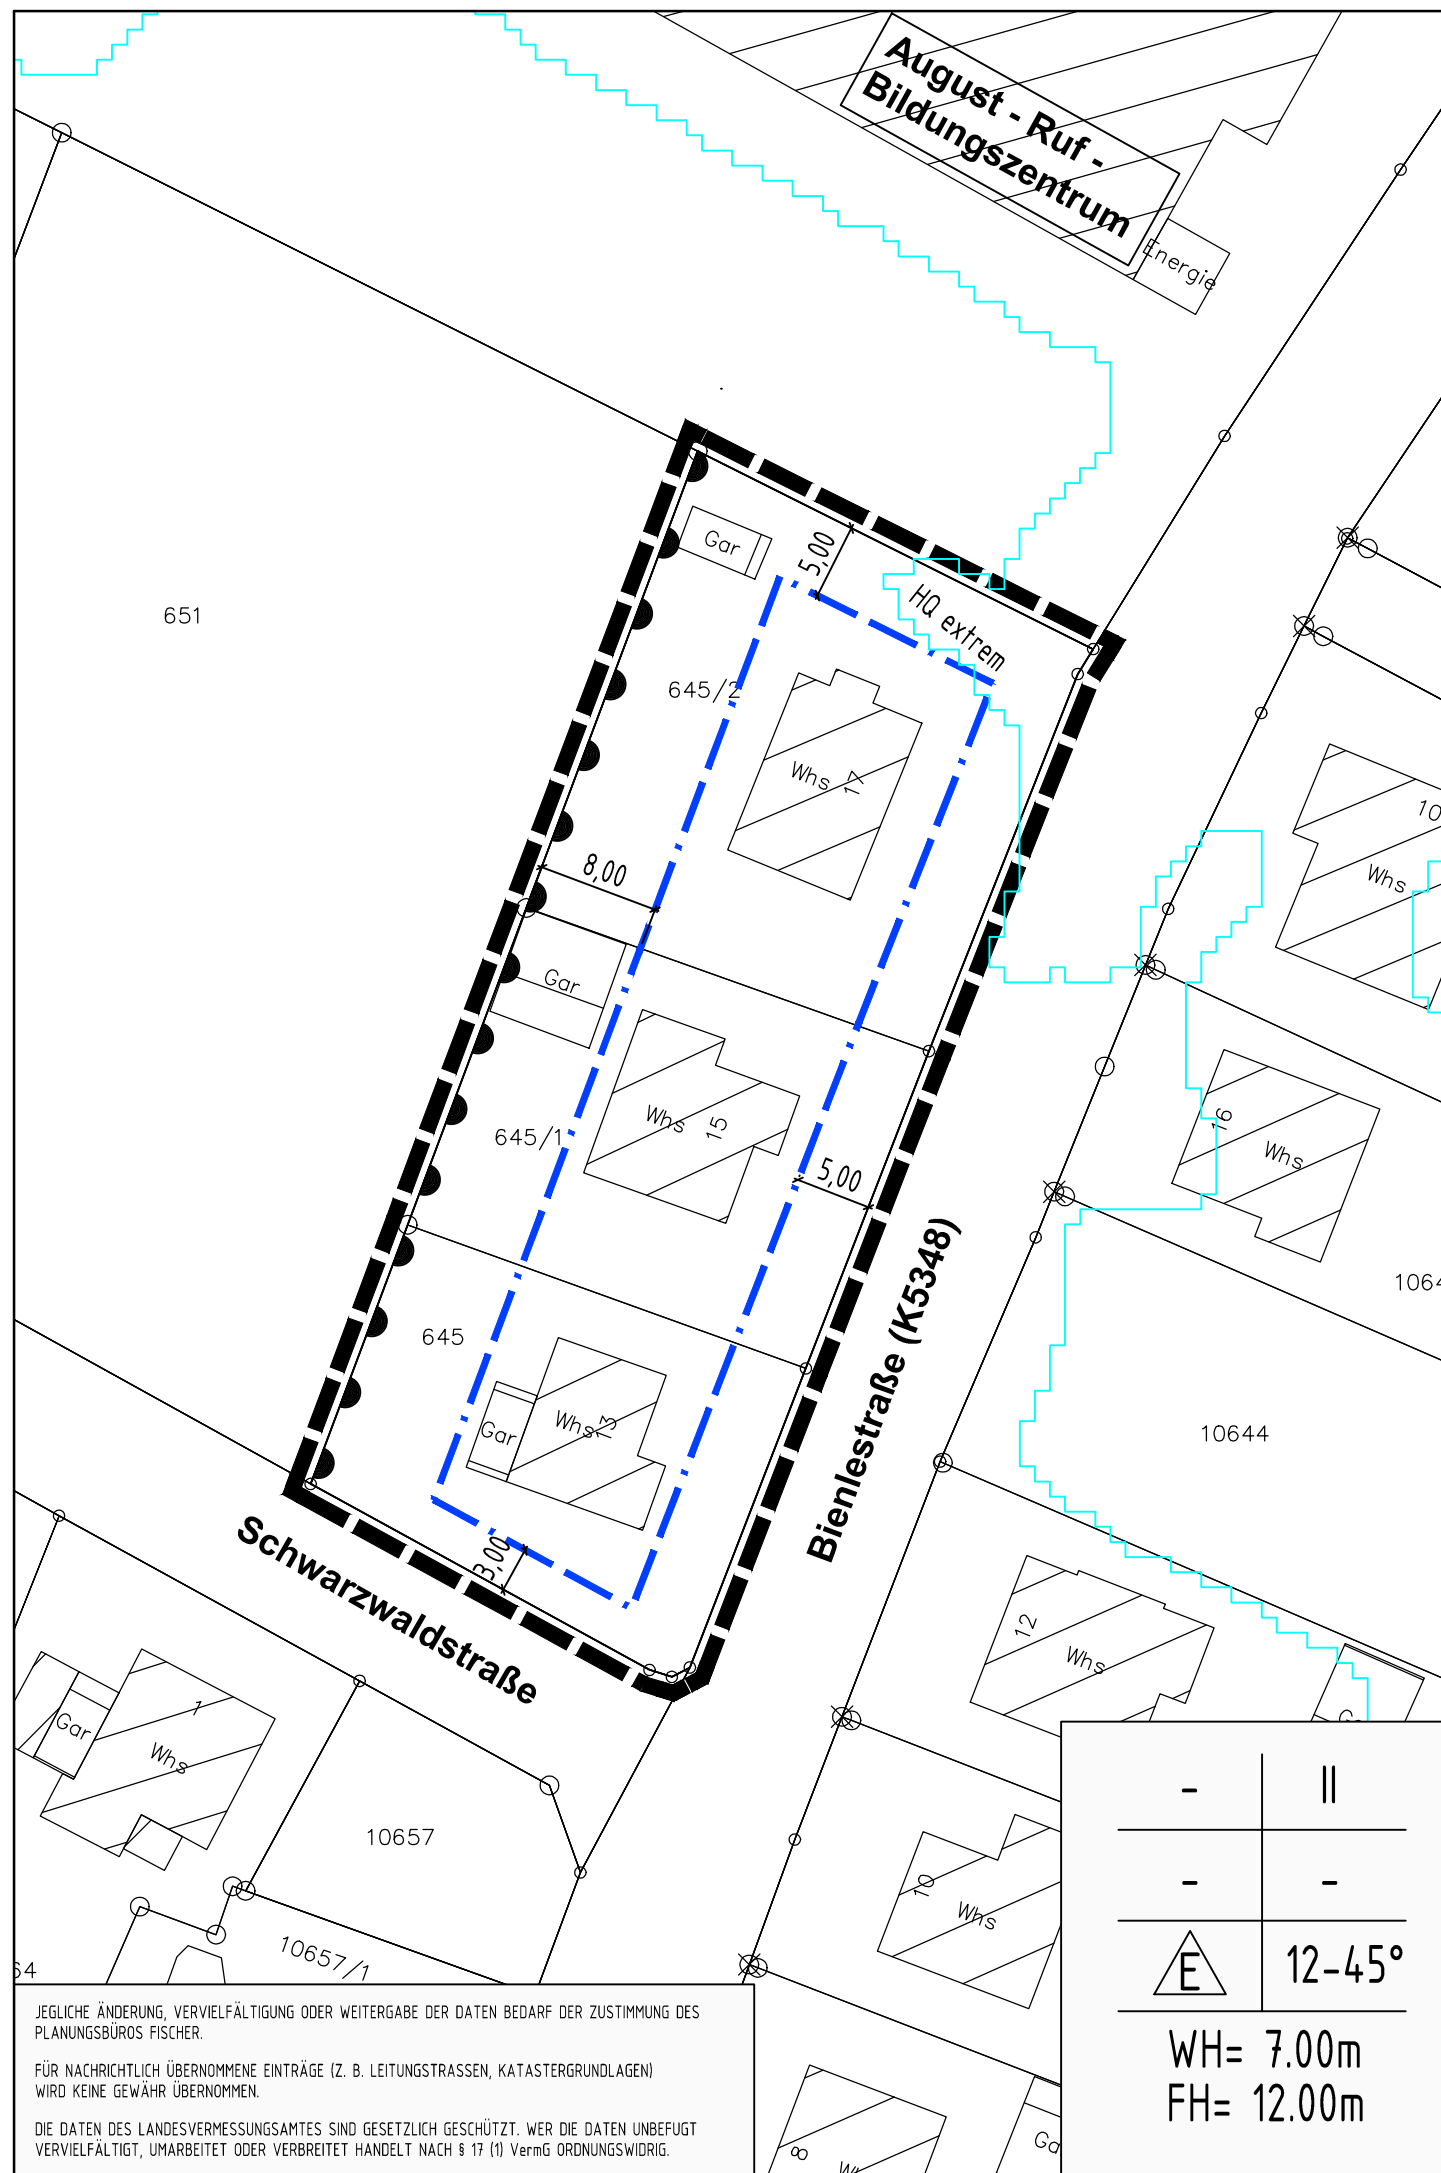 August - Ruf -
Bildungszentrum
Energie
651
Gar
5,00
HQ extrem
645/2
Whs
17
10
Whs
8,00
Gar
645/1
Whs
15
5,00
16
Whs
645
Gar
Whs
13
Bienlestraße (K5348)
10644
3,00
Schwarzwaldstraße
12
Whs
1
Gar
Whs
10657
10
Whs
10657/1
8
- II
- -
E 12-45°
WH= 7.00m
FH= 12.00m
JEGLICHE ÄNDERUNG, VERVIELFÄLTIGUNG ODER WEITERGABE DER DATEN BEDARF DER ZUSTIMMUNG DES
PLANUNGSBÜROS FISCHER.
FÜR NACHRICHTLICH ÜBERNOMMENE EINTRÄGE (Z. B. LEITUNGSTRASSEN, KATASTERGRUNDLAGEN)
WIRD KEINE GEWÄHR ÜBERNOMMEN.
DIE DATEN DES LANDESVERMESSUNGSAMTES SIND GESETZLICH GESCHÜTZT. WER DIE DATEN UNBEFUGT
VERVIELFÄLTIGT, UMARBEITET ODER VERBREITET HANDELT NACH § 17 (1) VermG ORDNUNGSWIDRIG.